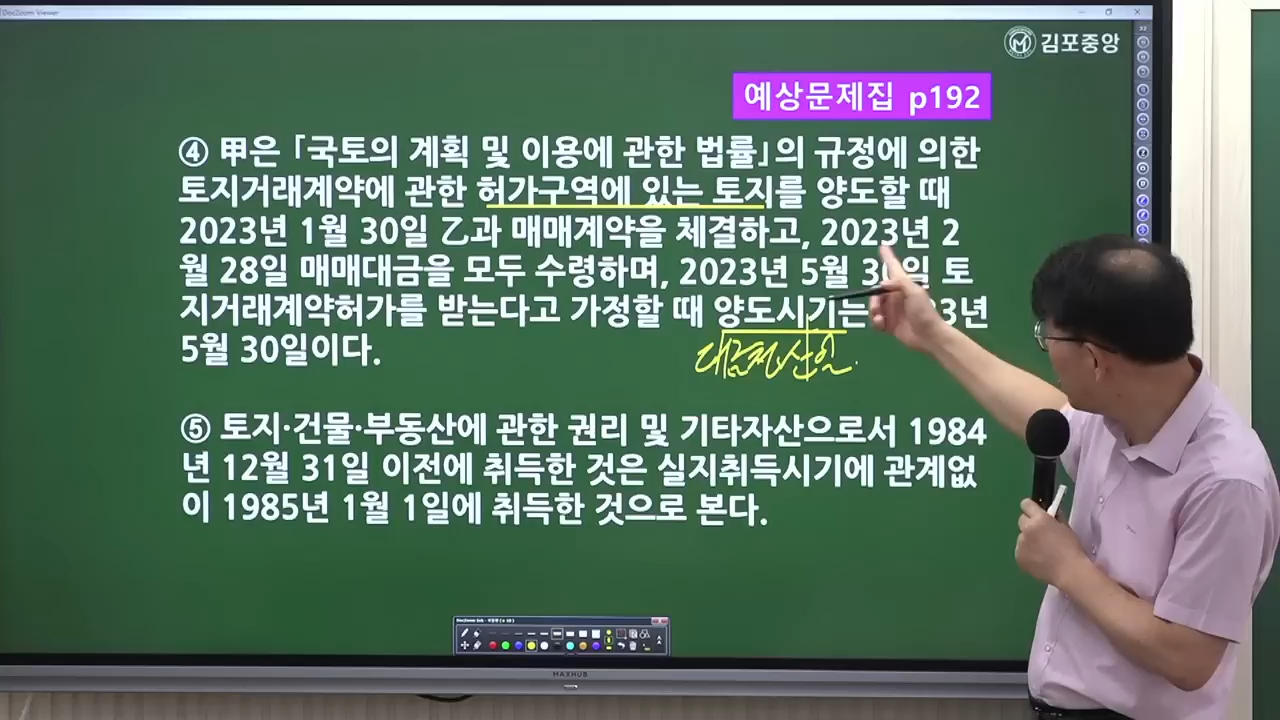 DocZoom Viewer
김포중앙
예상문제집 p192
④ 甲은 ｢국토의 계획 및 이용에 관한 법률｣의 규정에 의한
토지거래계약에 관한 허가구역에 있는 토지를 양도할 때
2023년 1월 30일 乙과 매매계약을 체결하고, 2023년 2
월 28일 매매대금을 모두 수령하며, 2023년 5월 30일 토
지거래계약허가를 받는다고 가정할 때 양도시기는 23년
5월 30일이다.
대금청산일.
⑤ 토지·건물·부동산에 관한 권리 및 기타자산으로서 1984
년 12월 31일 이전에 취득한 것은 실지취득시기에 관계없
이 1985년 1월 1일에 취득한 것으로 본다.
MAXHUB